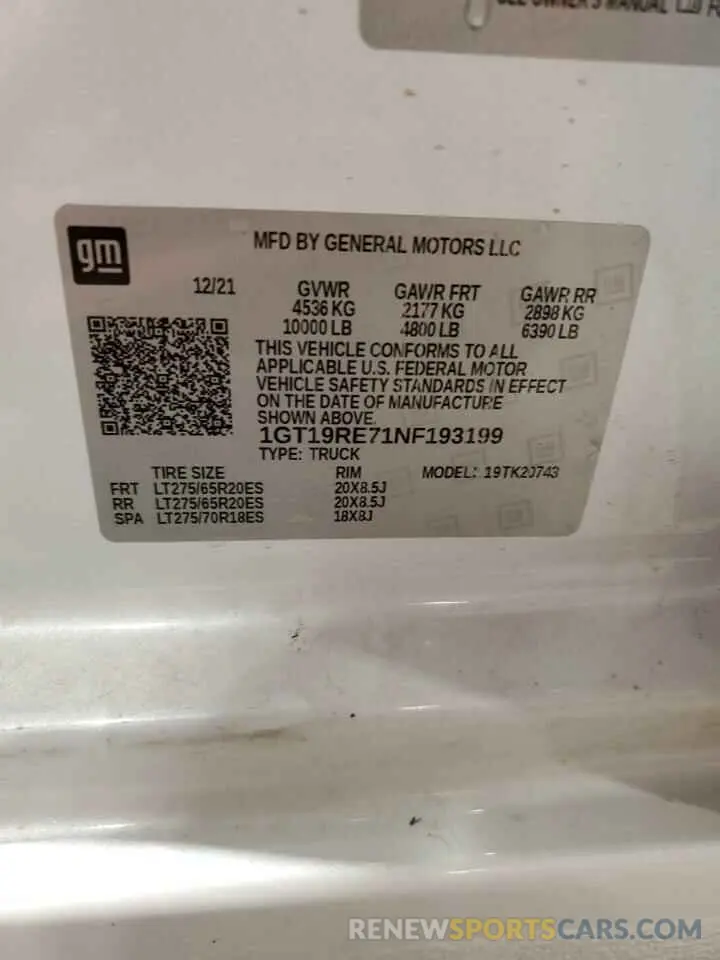 SEE OWNER'S MANUAL
gm
MFD BY GENERAL MOTORS LLC
12/21 GVWR GAWR FRT GAWR RR
4536 KG 2177 KG 2898 KG
10000 LB 4800 LB 6390 LB
THIS VEHICLE CONFORMS TO ALL
APPLICABLE U.S. FEDERAL MOTOR
VEHICLE SAFETY STANDARDS IN EFFECT
ON THE DATE OF MANUFACTURE
SHOWN ABOVE.
1GT19RE71NF193199
TYPE: TRUCK
TIRE SIZE RIM MODEL: 19TK20743
FRT LT275/65R20ES 20X8.5J
RR LT275/65R20ES 20X8.5J
SPA LT275/70R18ES 18X8J
RENEWSPORTSCARS.COM